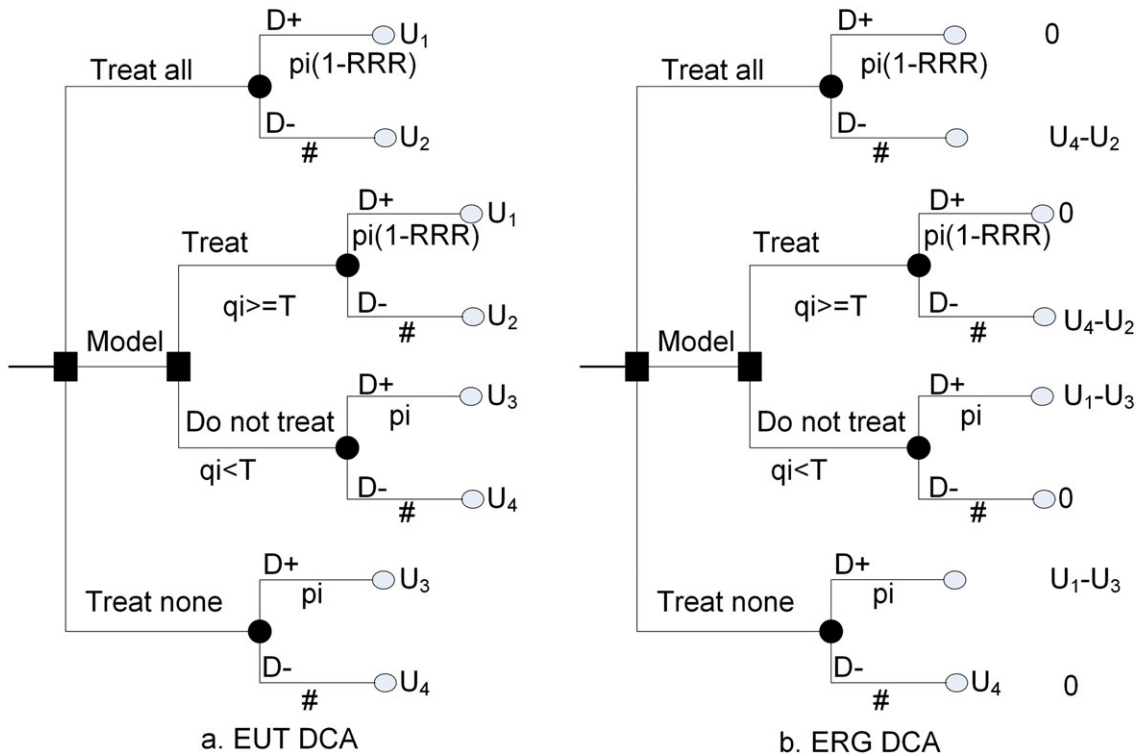 D+
U₁
pi(1-RRR)
Treat all
D-
U₂
#
D+
U₁
pi(1-RRR)
Treat
D-
qi>=T
U₂
#
Model
D+
U₃
pi
Do not treat
qi<T
D-
U₄
#
D+
U₃
pi
Treat none
D-
U₄
#
a. EUT DCA
D+
0
pi(1-RRR)
Treat all
D-
U₄-U₂
#
D+
0
pi(1-RRR)
Treat
D-
qi>=T
U₄-U₂
#
Model
D+
U₁-U₃
pi
Do not treat
qi<T
D-
0
#
D+
U₁-U₃
pi
Treat none
D-
U₄
0
#
b. ERG DCA